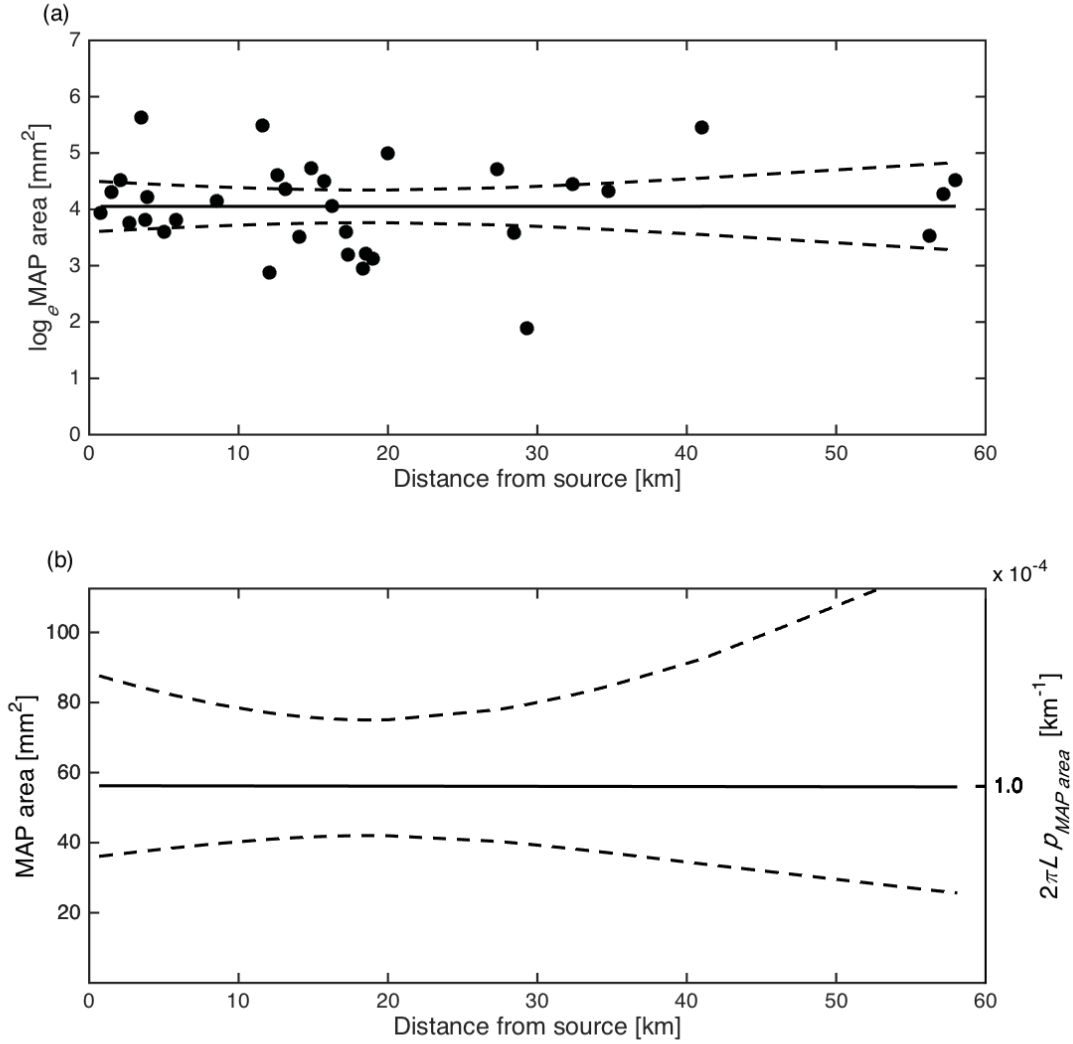 (a)
7
6
5
4
3
2
1
0
logeMAP area [mm2]
0 10 20 30 40 50 60
Distance from source [km]
(b)
x 10-4
100
80
60
40
20
MAP area [mm2]
1.0
2πL pMAP area [km-1]
0 10 20 30 40 50 60
Distance from source [km]